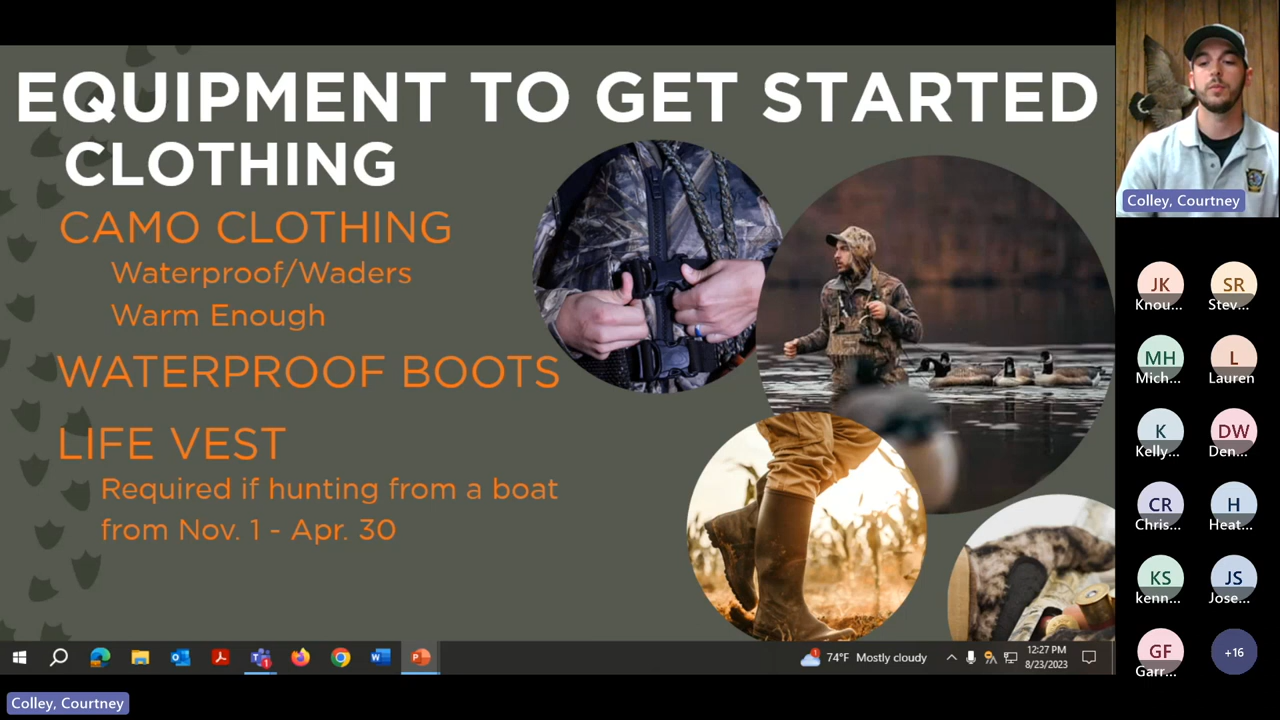 EQUIPMENT TO GET STARTED
CLOTHING
CAMO CLOTHING
Waterproof/Waders
Warm Enough
WATERPROOF BOOTS
LIFE VEST
Required if hunting from a boat
from Nov. 1 - Apr. 30
Colley, Courtney
JK
Knou...
SR
Stev...
MH
Mich...
L
Lauren
K
Kelly...
DW
Den...
CR
Chris...
H
Heat...
KS
kenn...
JS
Jose...
GF
Garr...
+16
1
74°F Mostly cloudy
12:27 PM
8/23/2023
Colley, Courtney